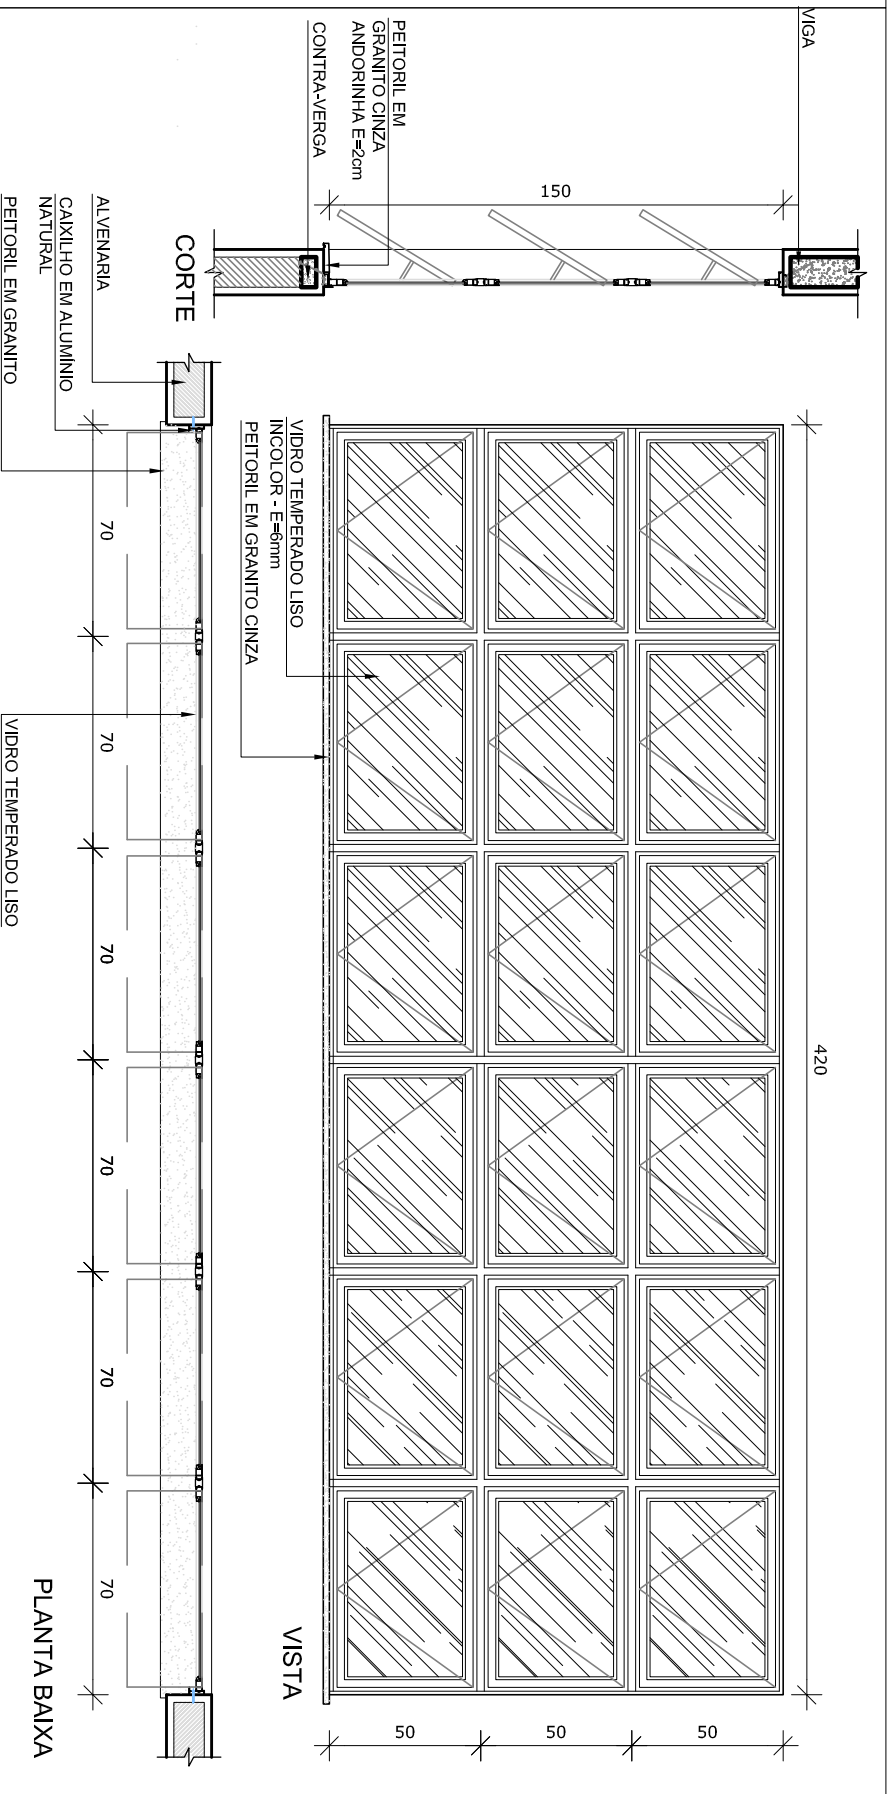 VIGA
PEITORIL EM
GRANITO CINZA
ANDORINHA E=2cm
CONTRA-VERGA
150
CORTE
420
VIDRO TEMPERADO LISO
INCOLOR - E=6mm
PEITORIL EM GRANITO CINZA
50
50
50
VISTA
ALVENARIA
CAIXILHO EM ALUMÍNIO
NATURAL
PEITORIL EM GRANITO
70
70
70
70
70
70
VIDRO TEMPERADO LISO
PLANTA BAIXA